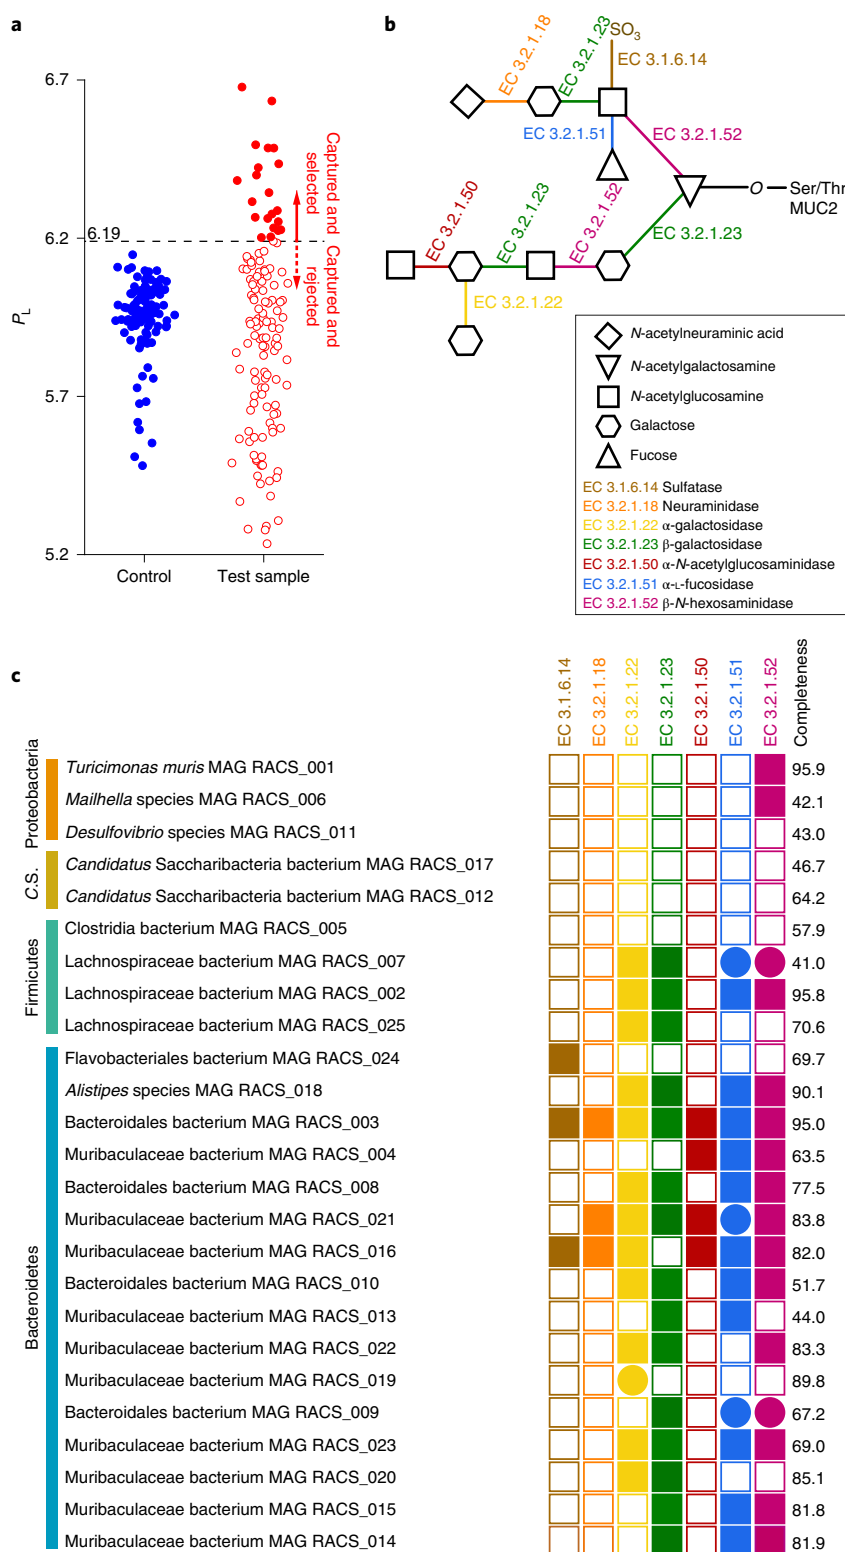 a
6.7
6.2
5.7
5.2
P_L
6.19
Captured and selected
Captured and rejected
Control
Test sample
b
SO3
EC 3.2.1.18
EC 3.2.1.23
EC 3.1.6.14
EC 3.2.1.51
EC 3.2.1.52
O
Ser/Thr
MUC2
EC 3.2.1.50
EC 3.2.1.23
EC 3.2.1.52
EC 3.2.1.23
EC 3.2.1.22
N-acetylneuraminic acid
N-acetylgalactosamine
N-acetylglucosamine
Galactose
Fucose
EC 3.1.6.14 Sulfatase
EC 3.2.1.18 Neuraminidase
EC 3.2.1.22 α-galactosidase
EC 3.2.1.23 β-galactosidase
EC 3.2.1.50 α-N-acetylglucosaminidase
EC 3.2.1.51 α-L-fucosidase
EC 3.2.1.52 β-N-hexosaminidase
c
EC 3.1.6.14
EC 3.2.1.18
EC 3.2.1.22
EC 3.2.1.23
EC 3.2.1.50
EC 3.2.1.51
EC 3.2.1.52
Completeness
Proteobacteria
Turicimonas muris MAG RACS_001 95.9
Mailhella species MAG RACS_006 42.1
Desulfovibrio species MAG RACS_011 43.0
C.S.
Candidatus Saccharibacteria bacterium MAG RACS_017 46.7
Candidatus Saccharibacteria bacterium MAG RACS_012 64.2
Firmicutes
Clostridia bacterium MAG RACS_005 57.9
Lachnospiraceae bacterium MAG RACS_007 41.0
Lachnospiraceae bacterium MAG RACS_002 95.8
Lachnospiraceae bacterium MAG RACS_025 70.6
Bacteroidetes
Flavobacteriales bacterium MAG RACS_024 69.7
Alistipes species MAG RACS_018 90.1
Bacteroidales bacterium MAG RACS_003 95.0
Muribaculaceae bacterium MAG RACS_004 63.5
Bacteroidales bacterium MAG RACS_008 77.5
Muribaculaceae bacterium MAG RACS_021 83.8
Muribaculaceae bacterium MAG RACS_016 82.0
Bacteroidales bacterium MAG RACS_010 51.7
Muribaculaceae bacterium MAG RACS_013 44.0
Muribaculaceae bacterium MAG RACS_022 83.3
Muribaculaceae bacterium MAG RACS_019 89.8
Bacteroidales bacterium MAG RACS_009 67.2
Muribaculaceae bacterium MAG RACS_023 69.0
Muribaculaceae bacterium MAG RACS_020 85.1
Muribaculaceae bacterium MAG RACS_015 81.8
Muribaculaceae bacterium MAG RACS_014 81.9